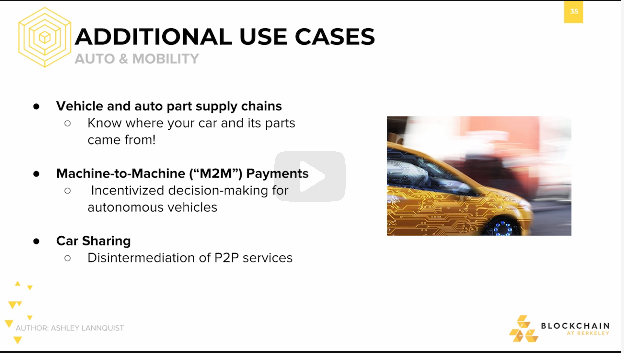 35
ADDITIONAL USE CASES
AUTO & MOBILITY
● Vehicle and auto part supply chains
○ Know where your car and its parts
came from!
● Machine-to-Machine (“M2M”) Payments
○ Incentivized decision-making for
autonomous vehicles
● Car Sharing
○ Disintermediation of P2P services
AUTHOR: ASHLEY LANNQUIST
BLOCKCHAIN
AT BERKELEY